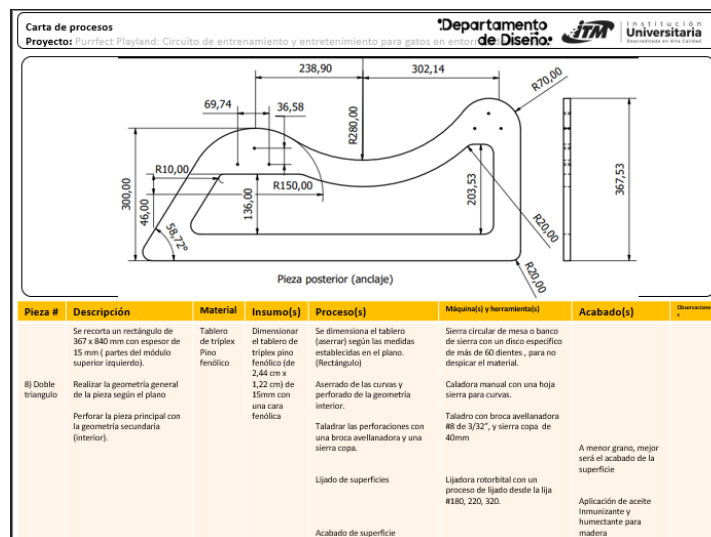 Carta de procesos
Proyecto: Purrfect Playland: Circuito de entrenamiento y entretenimiento para gatos en
Departamento
de Diseño
iTM
Institución
Universitaria
Reacreditada en Alta Calidad
238,90
302,14
R70,00
69,74
36,58
R280,00
300,00
R10,00
46,00
136,00
R150,00
203,53
367,53
58,72°
R20,00
R20,00
Pieza posterior (anclaje)
Pieza # Descripción Material Insumo(s) Proceso(s) Máquina(s) y herramienta(s) Acabado(s) Observacione
s
8) Doble
triangulo
Se recorta un rectángulo de
367 x 840 mm con espesor de
15 mm ( partes del módulo
superior izquierdo).
Realizar la geometría general
de la pieza según el plano
Perforar la pieza principal con
la geometría secundaria
(interior).
Tablero
de tríplex
Pino
fenólico
Dimensionar
el tablero de
tríplex pino
fenólico (de
2,44 cm x
1,22 cm) de
15mm con
una cara
fenólica
Se dimensiona el tablero
(aserrar) según las medidas
establecidas en el plano.
(Rectángulo)
Aserrado de las curvas y
perforado de la geometría
interior.
Taladrar las perforaciones con
una broca avellanadora y una
sierra copa.
Lijado de superficies
Acabado de superficie
Sierra circular de mesa o banco
de sierra con un disco específico
de más de 60 dientes , para no
despicar el material.
Caladora manual con una hoja
sierra para curvas.
Taladro con broca avellanadora
#8 de 3/32”, y sierra copa de
40mm
Lijadora rotorbital con un
proceso de lijado desde la lija
#180, 220, 320.
A menor grano, mejor
será el acabado de la
superficie
Aplicación de aceite
Inmunizante y
humectante para
madera